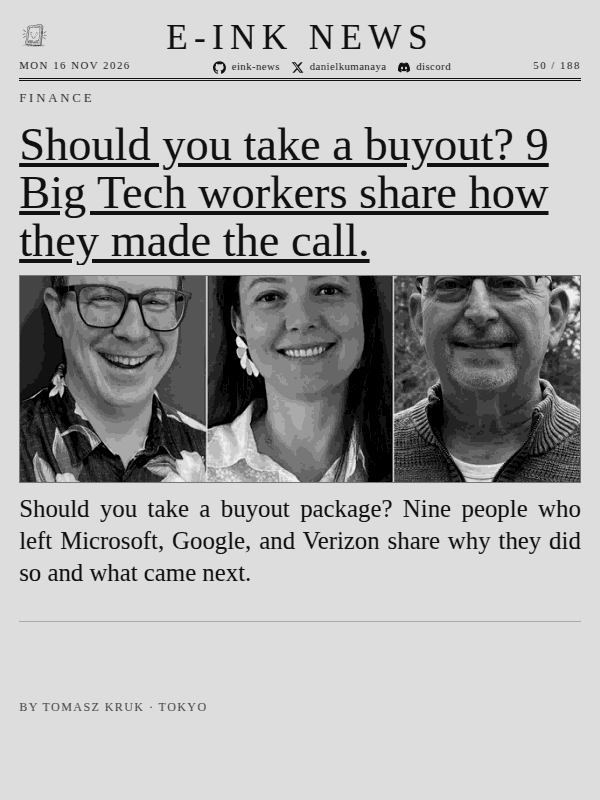 E-INK NEWS
MON 16 NOV 2026
eink-news
danielkumanaya
discord
50 / 188
FINANCE
Should you take a buyout? 9
Big Tech workers share how
they made the call.
Should you take a buyout package? Nine people who
left Microsoft, Google, and Verizon share why they did
so and what came next.
BY TOMASZ KRUK · TOKYO